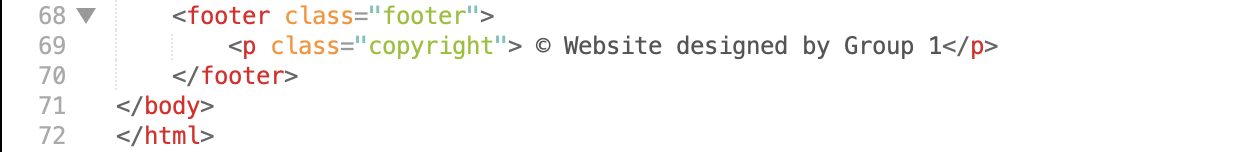 68 ▼ <footer class="footer">
69 <p class="copyright"> © Website designed by Group 1</p>
70 </footer>
71 </body>
72 </html>